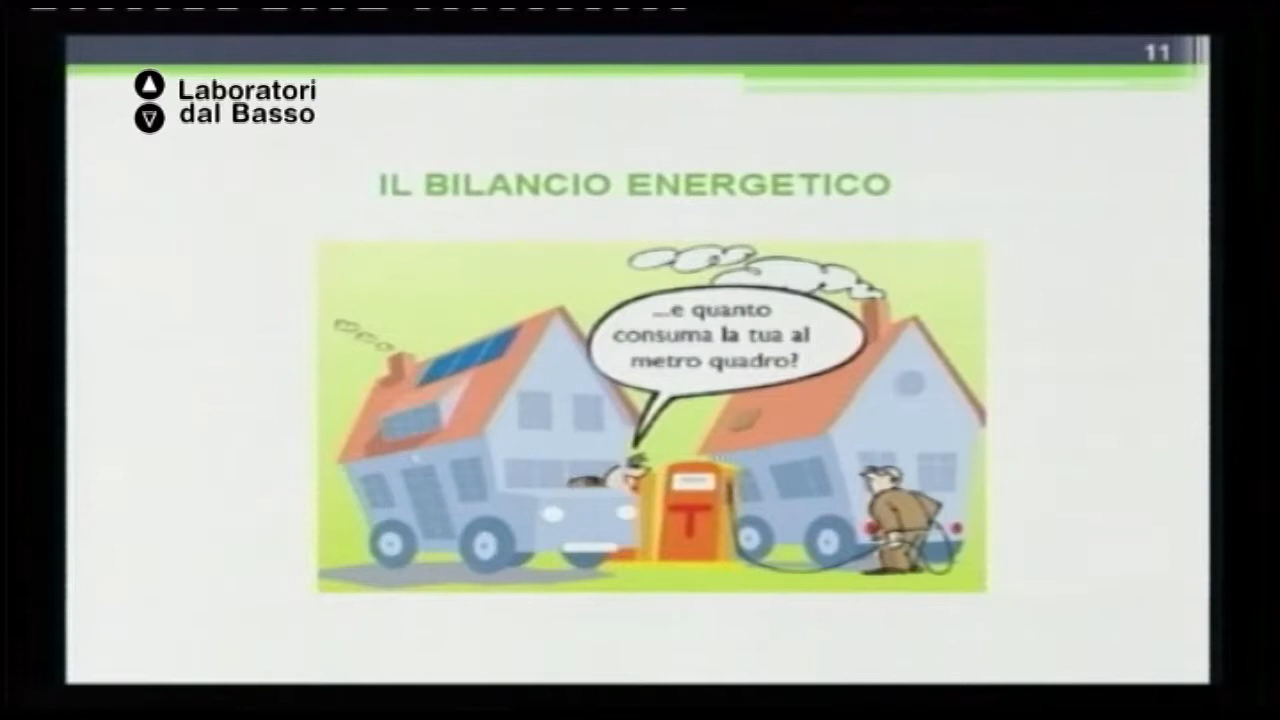 11
Laboratori
dal Basso
IL BILANCIO ENERGETICO
...e quanto
consuma la tua al
metro quadro?
T